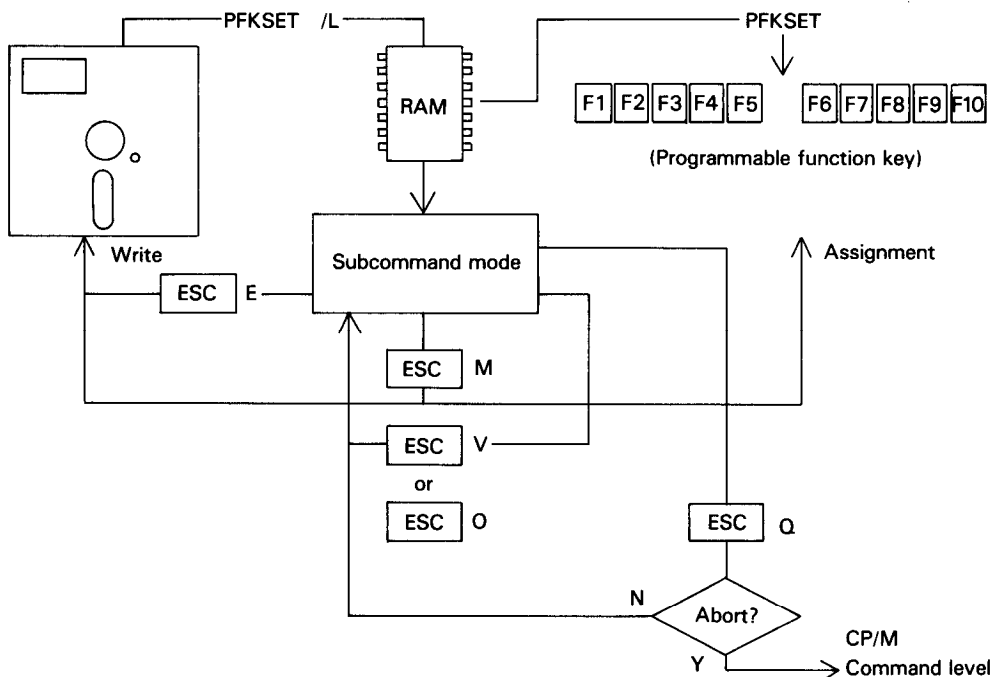 PFKSET /L
PFKSET
RAM
F1 F2 F3 F4 F5 F6 F7 F8 F9 F10
(Programmable function key)
Write
Subcommand mode
Assignment
ESC E
ESC M
ESC V
or
ESC O
ESC Q
N
Abort?
Y
CP/M
Command level